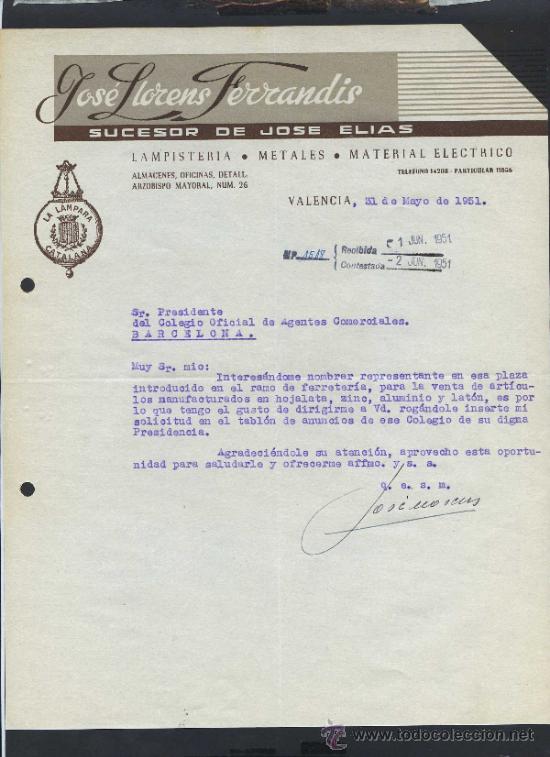 José Llorens Ferrandis
SUCESOR DE JOSE ELIAS
LAMPISTERIA • METALES • MATERIAL ELECTRICO
ALMACENES, OFICINAS, DETALL.
ARZOBISPO MAYORAL, NUM. 26
TELEFONO 14208 - PARTICULAR 11806
LA LAMPARA
CATALANA
VALENCIA, 31 de Mayo de 1951.
Recibida -1 JUN. 1951
Contestada -2 JUN. 1951
Sr. Presidente
del Colegio Oficial de Agentes Comerciales.
BARCELONA.
Muy Sr. mio:
Interesándome nombrar representante en esa plaza
introducido en el ramo de ferretería, para la venta de artícu-
los manufacturados en hojalata, zinc, aluminio y latón, es por
lo que tengo el gusto de dirigirme a Vd. rogándole inserte mi
solicitud en el tablón de anuncios de ese Colegio de su digna
Presidencia.
Agradeciéndole su atención, aprovecho esta oportu-
nidad para saludarle y ofrecerme affmo. y s. s.
q. e. s. m.
todocoleccion
www.todocoleccion.net